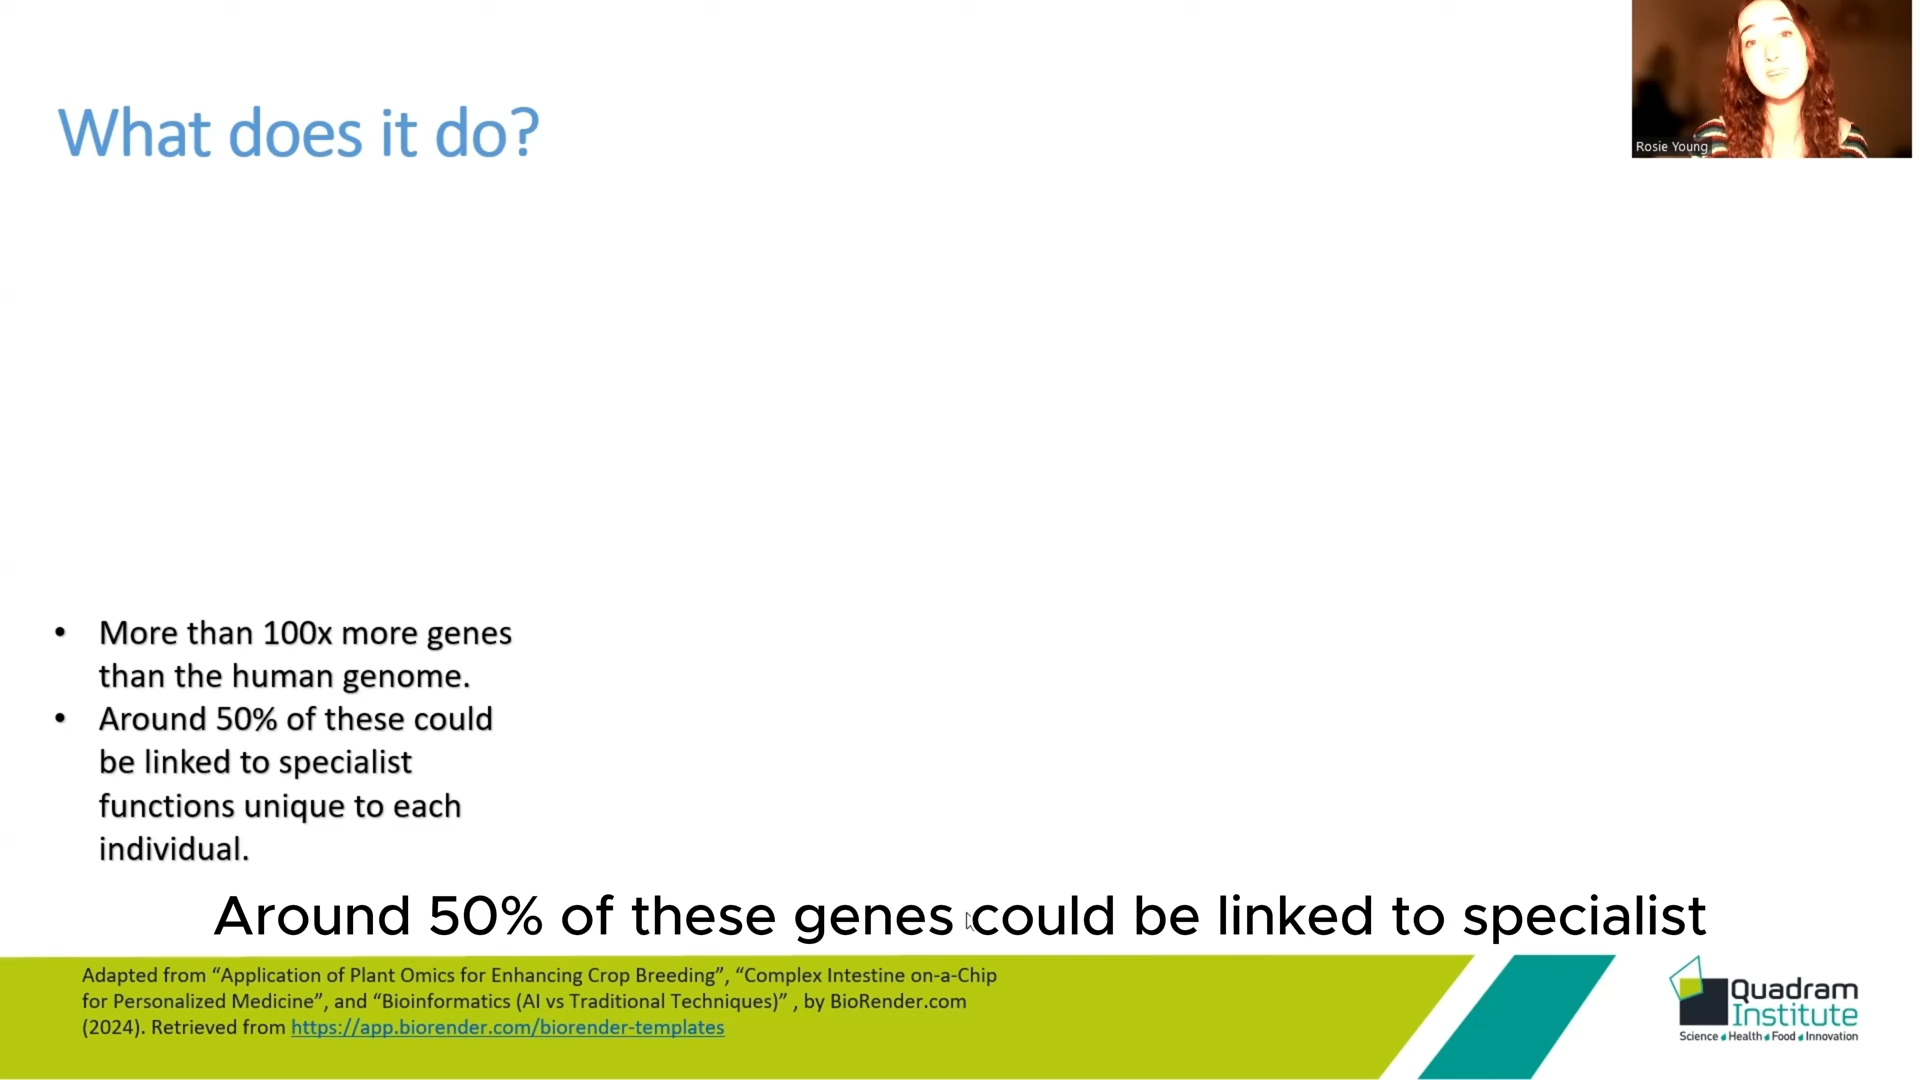 Rosie Young
What does it do?
• More than 100x more genes
than the human genome.
• Around 50% of these could
be linked to specialist
functions unique to each
individual.
Around 50% of these genes could be linked to specialist
Adapted from “Application of Plant Omics for Enhancing Crop Breeding”, “Complex Intestine on-a-Chip
for Personalized Medicine”, and “Bioinformatics (AI vs Traditional Techniques)” , by BioRender.com
(2024). Retrieved from https://app.biorender.com/biorender-templates
Quadram
Institute
Science Health Food Innovation